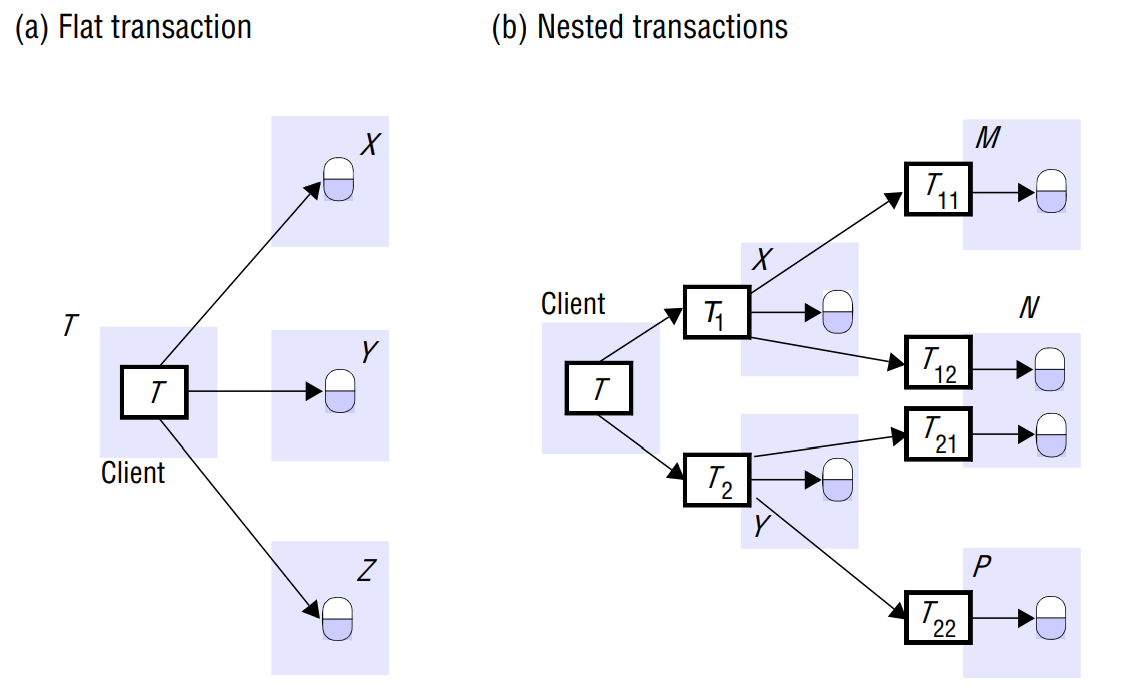 (a) Flat transaction
(b) Nested transactions
X
T
Y
T
Client
Z
M
T11
X
Client
N
T1
T12
T
T21
T2
Y
P
T22